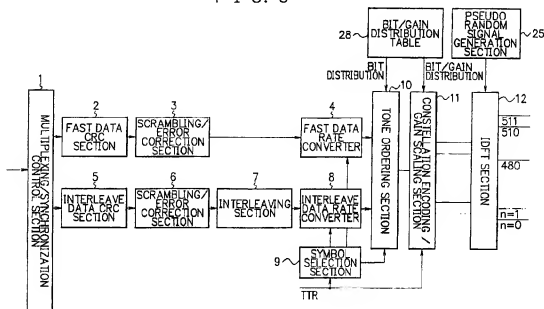 28
BIT/GAIN
DISTRIBUTION
TABLE
PSEUDO
RANDOM
SIGNAL
GENERATION
SECTION
25
BIT
DISTRIBUTION
BIT/GAIN
DISTRIBUTION
1
MULTIPLEXING/SYNCHRONIZATION
CONTROL SECTION
2
FAST DATA
CRC
SECTION
3
SCRAMBLING/
ERROR
CORRECTION
SECTION
4
FAST DATA
RATE
CONVERTER
10
TONE ORDERING SECTION
11
CONSTELLATION ENCODING /
GAIN SCALING SECTION
12
IDFT SECTION
511
510
480
n=1
n=0
5
INTERLEAVE
DATA CRC
SECTION
6
SCRAMBLING/
ERROR
CORRECTION
SECTION
7
INTERLEAVING
SECTION
8
INTERLEAVE
DATA RATE
CONVERTER
9
SYMBOL
SELECTION
SECTION
TTR